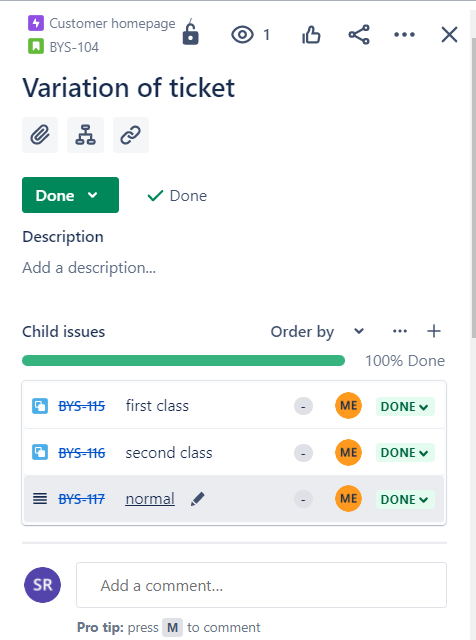 Customer homepage
1
BYS-104
Variation of ticket
Done
Done
Description
Add a description...
Child issues Order by
100% Done
BYS-115 first class - ME DONE
BYS-116 second class - ME DONE
BYS-117 normal - ME DONE
SR Add a comment...
Pro tip: press M to comment